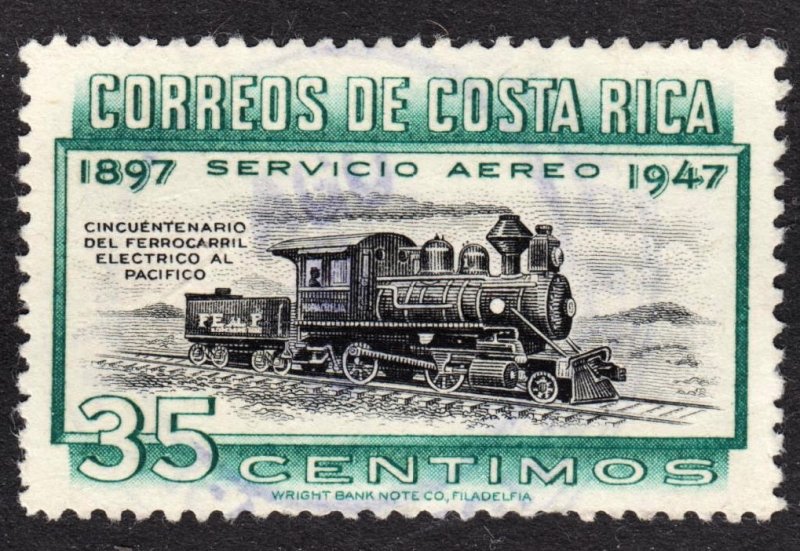 CORREOS DE COSTA RICA
1897 SERVICIO AEREO 1947
CINCUENTENARIO
DEL FERROCARRIL
ELECTRICO AL
PACIFICO
F.E.AL P.
35 CENTIMOS
WRIGHT BANK NOTE CO., FILADELFIA